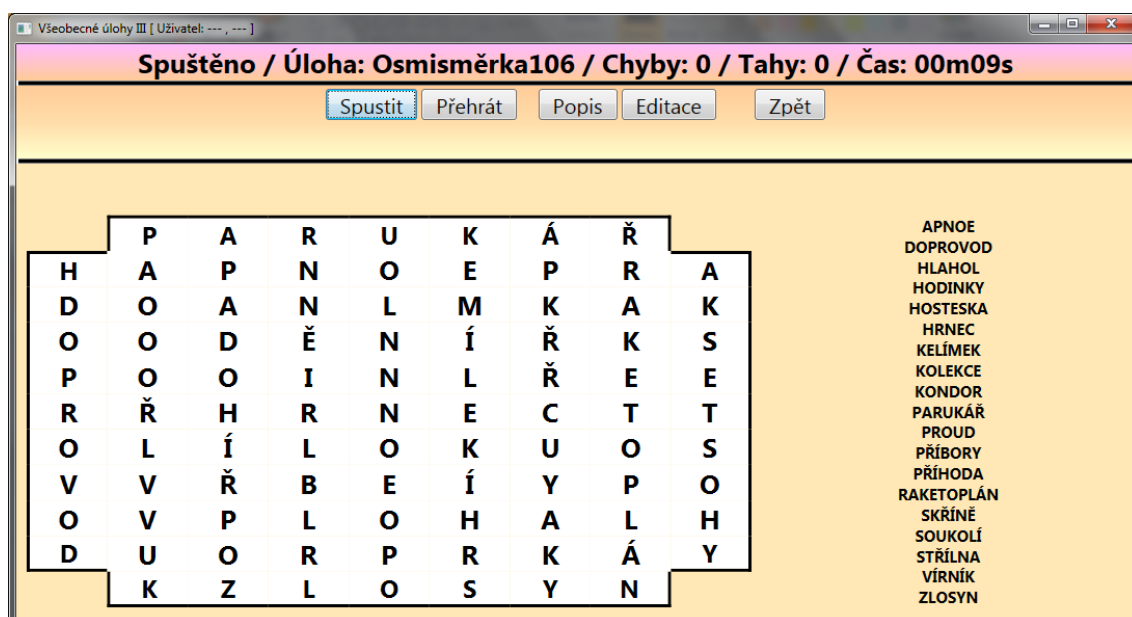 Všeobecné úlohy III [ Uživatel: --- , --- ]
Spuštěno / Úloha: Osmisměrka106 / Chyby: 0 / Tahy: 0 / Čas: 00m09s
Spustit Přehrát Popis Editace Zpět
P A R U K Á Ř
H A P N O E P R A
D O A N L M K A K
O O D Ě N Í Ř K S
P O O I N L Ř E E
R Ř H R N E C T T
O L Í L O K U O S
V V Ř B E Í Y P O
O V P L O H A L H
D U O R P R K Á Y
K Z L O S Y N
APNOE
DOPROVOD
HLAHOL
HODINKY
HOSTESKA
HRNEC
KELÍMEK
KOLEKCE
KONDOR
PARUKÁŘ
PROUD
PŘÍBORY
PŘÍHODA
RAKETOPLÁN
SKŘÍNĚ
SOUKOLÍ
STŘÍLNA
VÍRNÍK
ZLOSYN